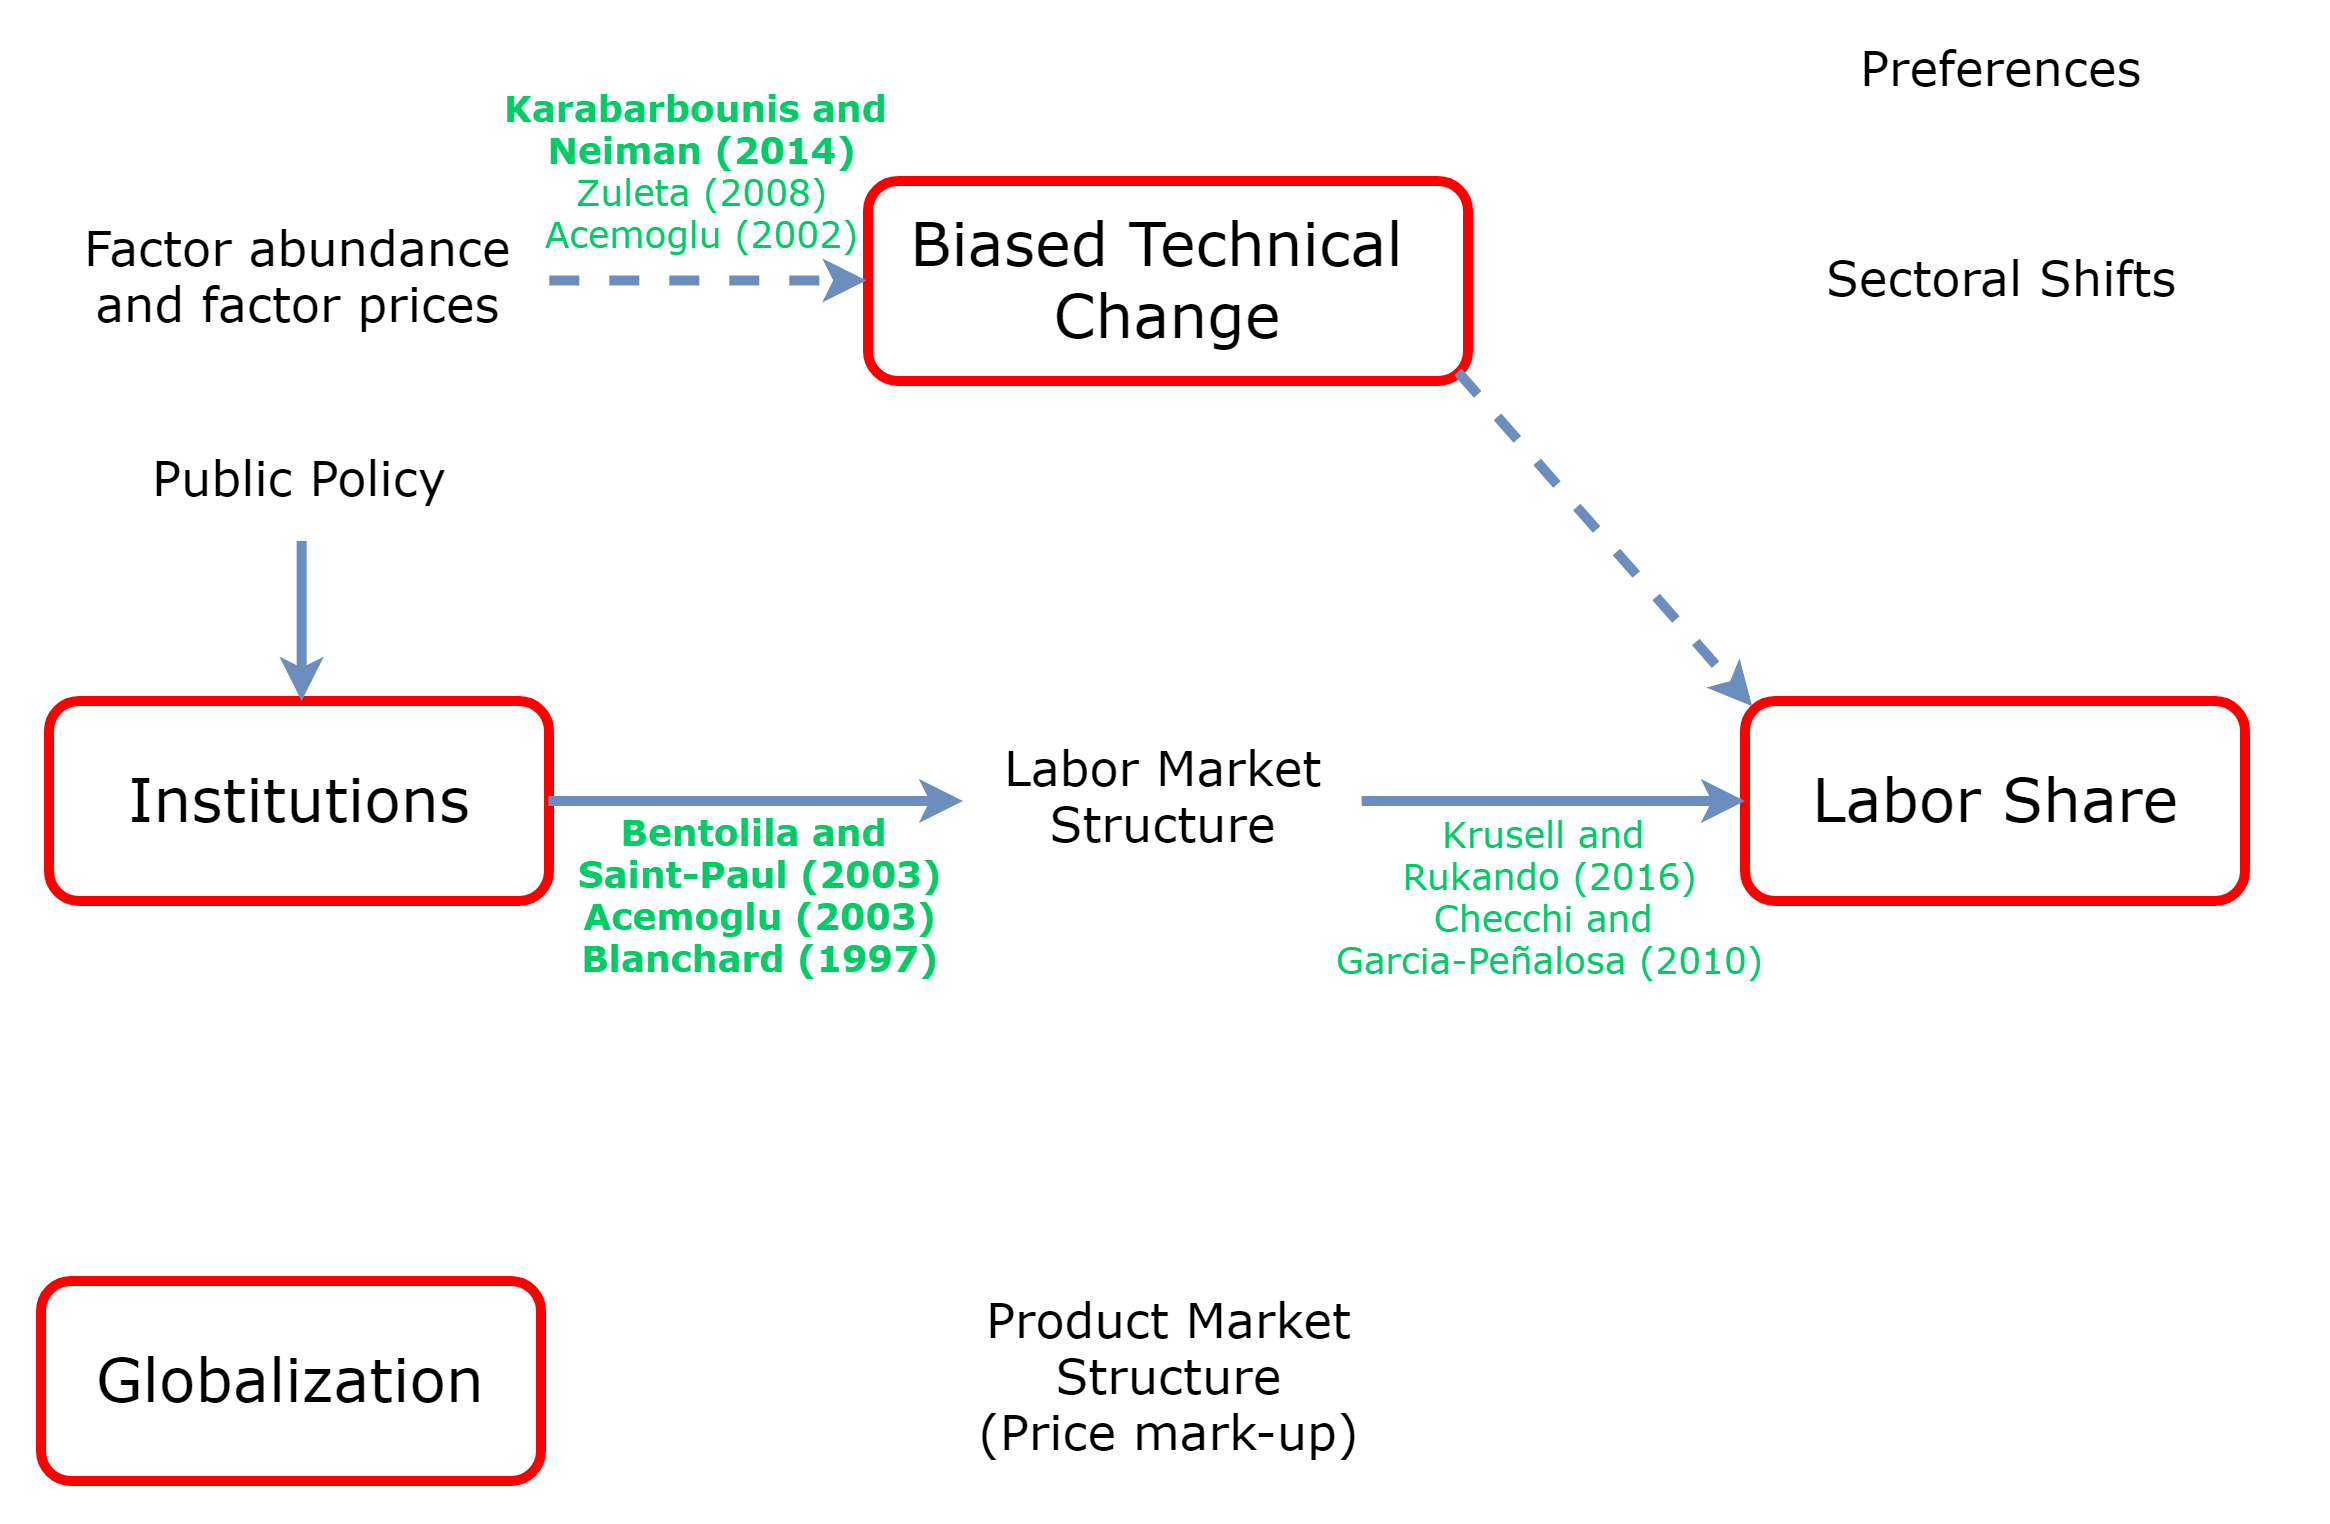 Preferences
Karabarbounis and
Neiman (2014)
Zuleta (2008)
Acemoglu (2002)
Factor abundance
and factor prices
Biased Technical
Change
Sectoral Shifts
Public Policy
Institutions
Labor Market
Structure
Labor Share
Bentolila and
Saint-Paul (2003)
Acemoglu (2003)
Blanchard (1997)
Krusell and
Rukando (2016)
Checchi and
Garcia-Peñalosa (2010)
Globalization
Product Market
Structure
(Price mark-up)